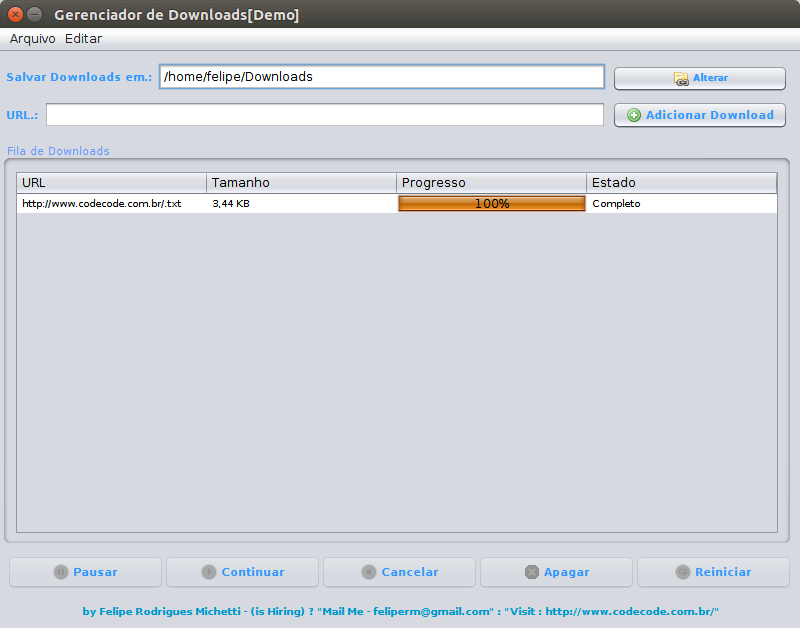 Gerenciador de Downloads[Demo]
Arquivo Editar
Salvar Downloads em.: /home/felipe/Downloads Alterar
URL.: Adicionar Download
Fila de Downloads
URL Tamanho Progresso Estado
http://www.codecode.com.br/.txt 3,44 KB 100% Completo
Pausar Continuar Cancelar Apagar Reiniciar
by Felipe Rodrigues Michetti - (is Hiring) ? "Mail Me - feliperm@gmail.com" : "Visit : http://www.codecode.com.br/"